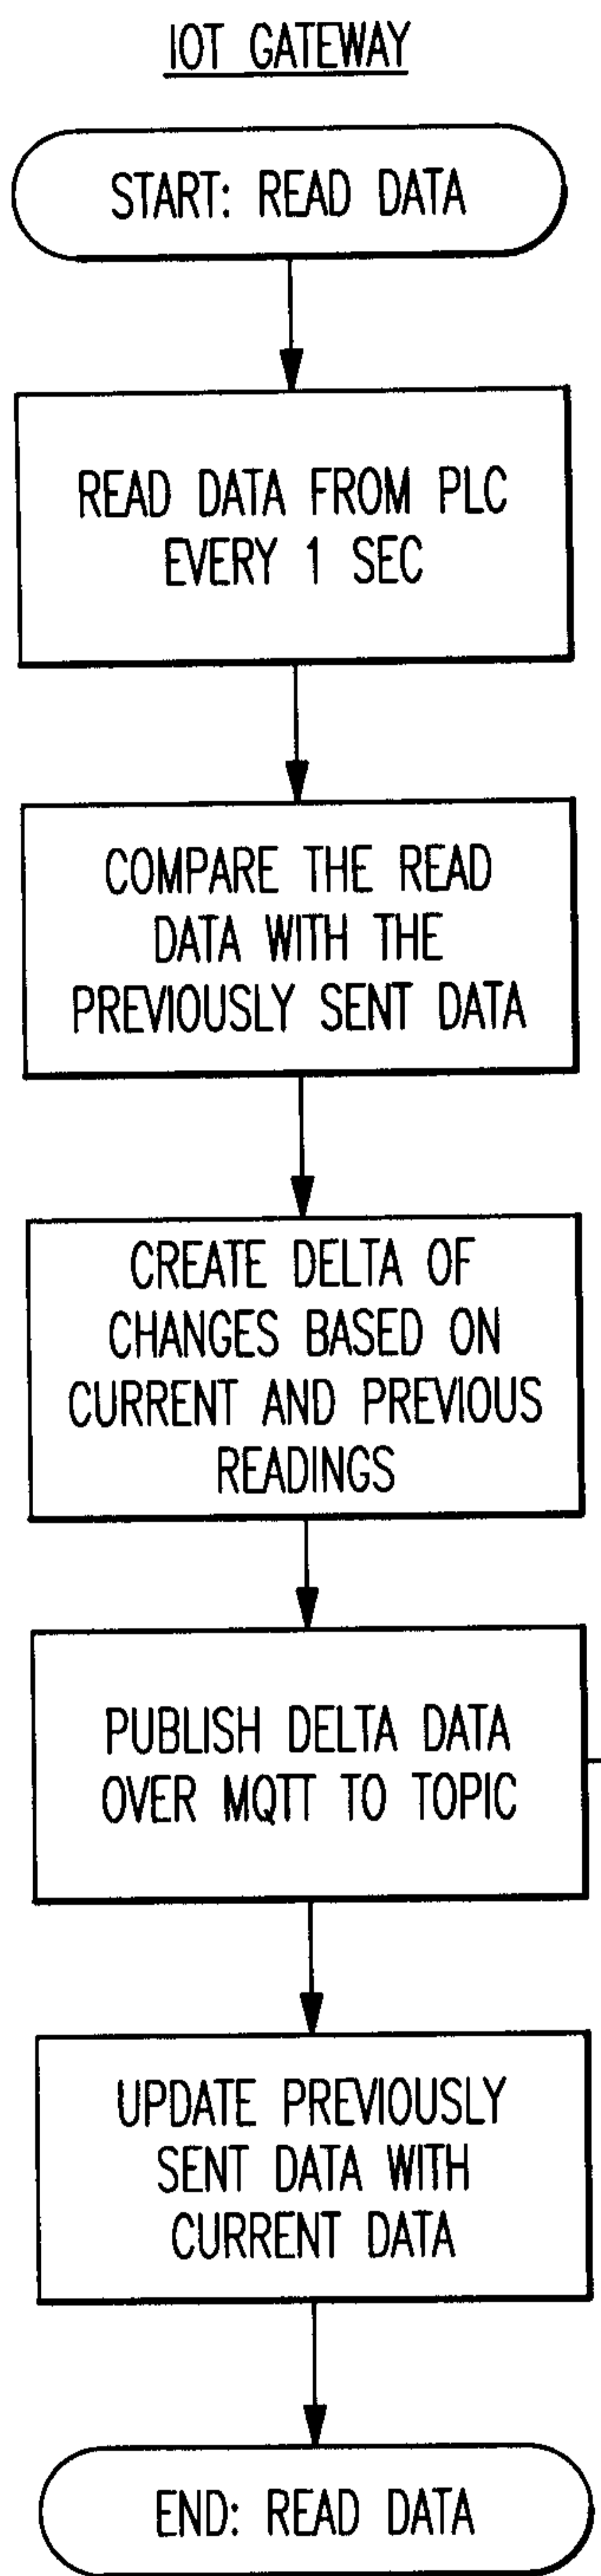 IOT GATEWAY
START: READ DATA
READ DATA FROM PLC
EVERY 1 SEC
COMPARE THE READ
DATA WITH THE
PREVIOUSLY SENT DATA
CREATE DELTA OF
CHANGES BASED ON
CURRENT AND PREVIOUS
READINGS
PUBLISH DELTA DATA
OVER MQTT TO TOPIC
UPDATE PREVIOUSLY
SENT DATA WITH
CURRENT DATA
END: READ DATA